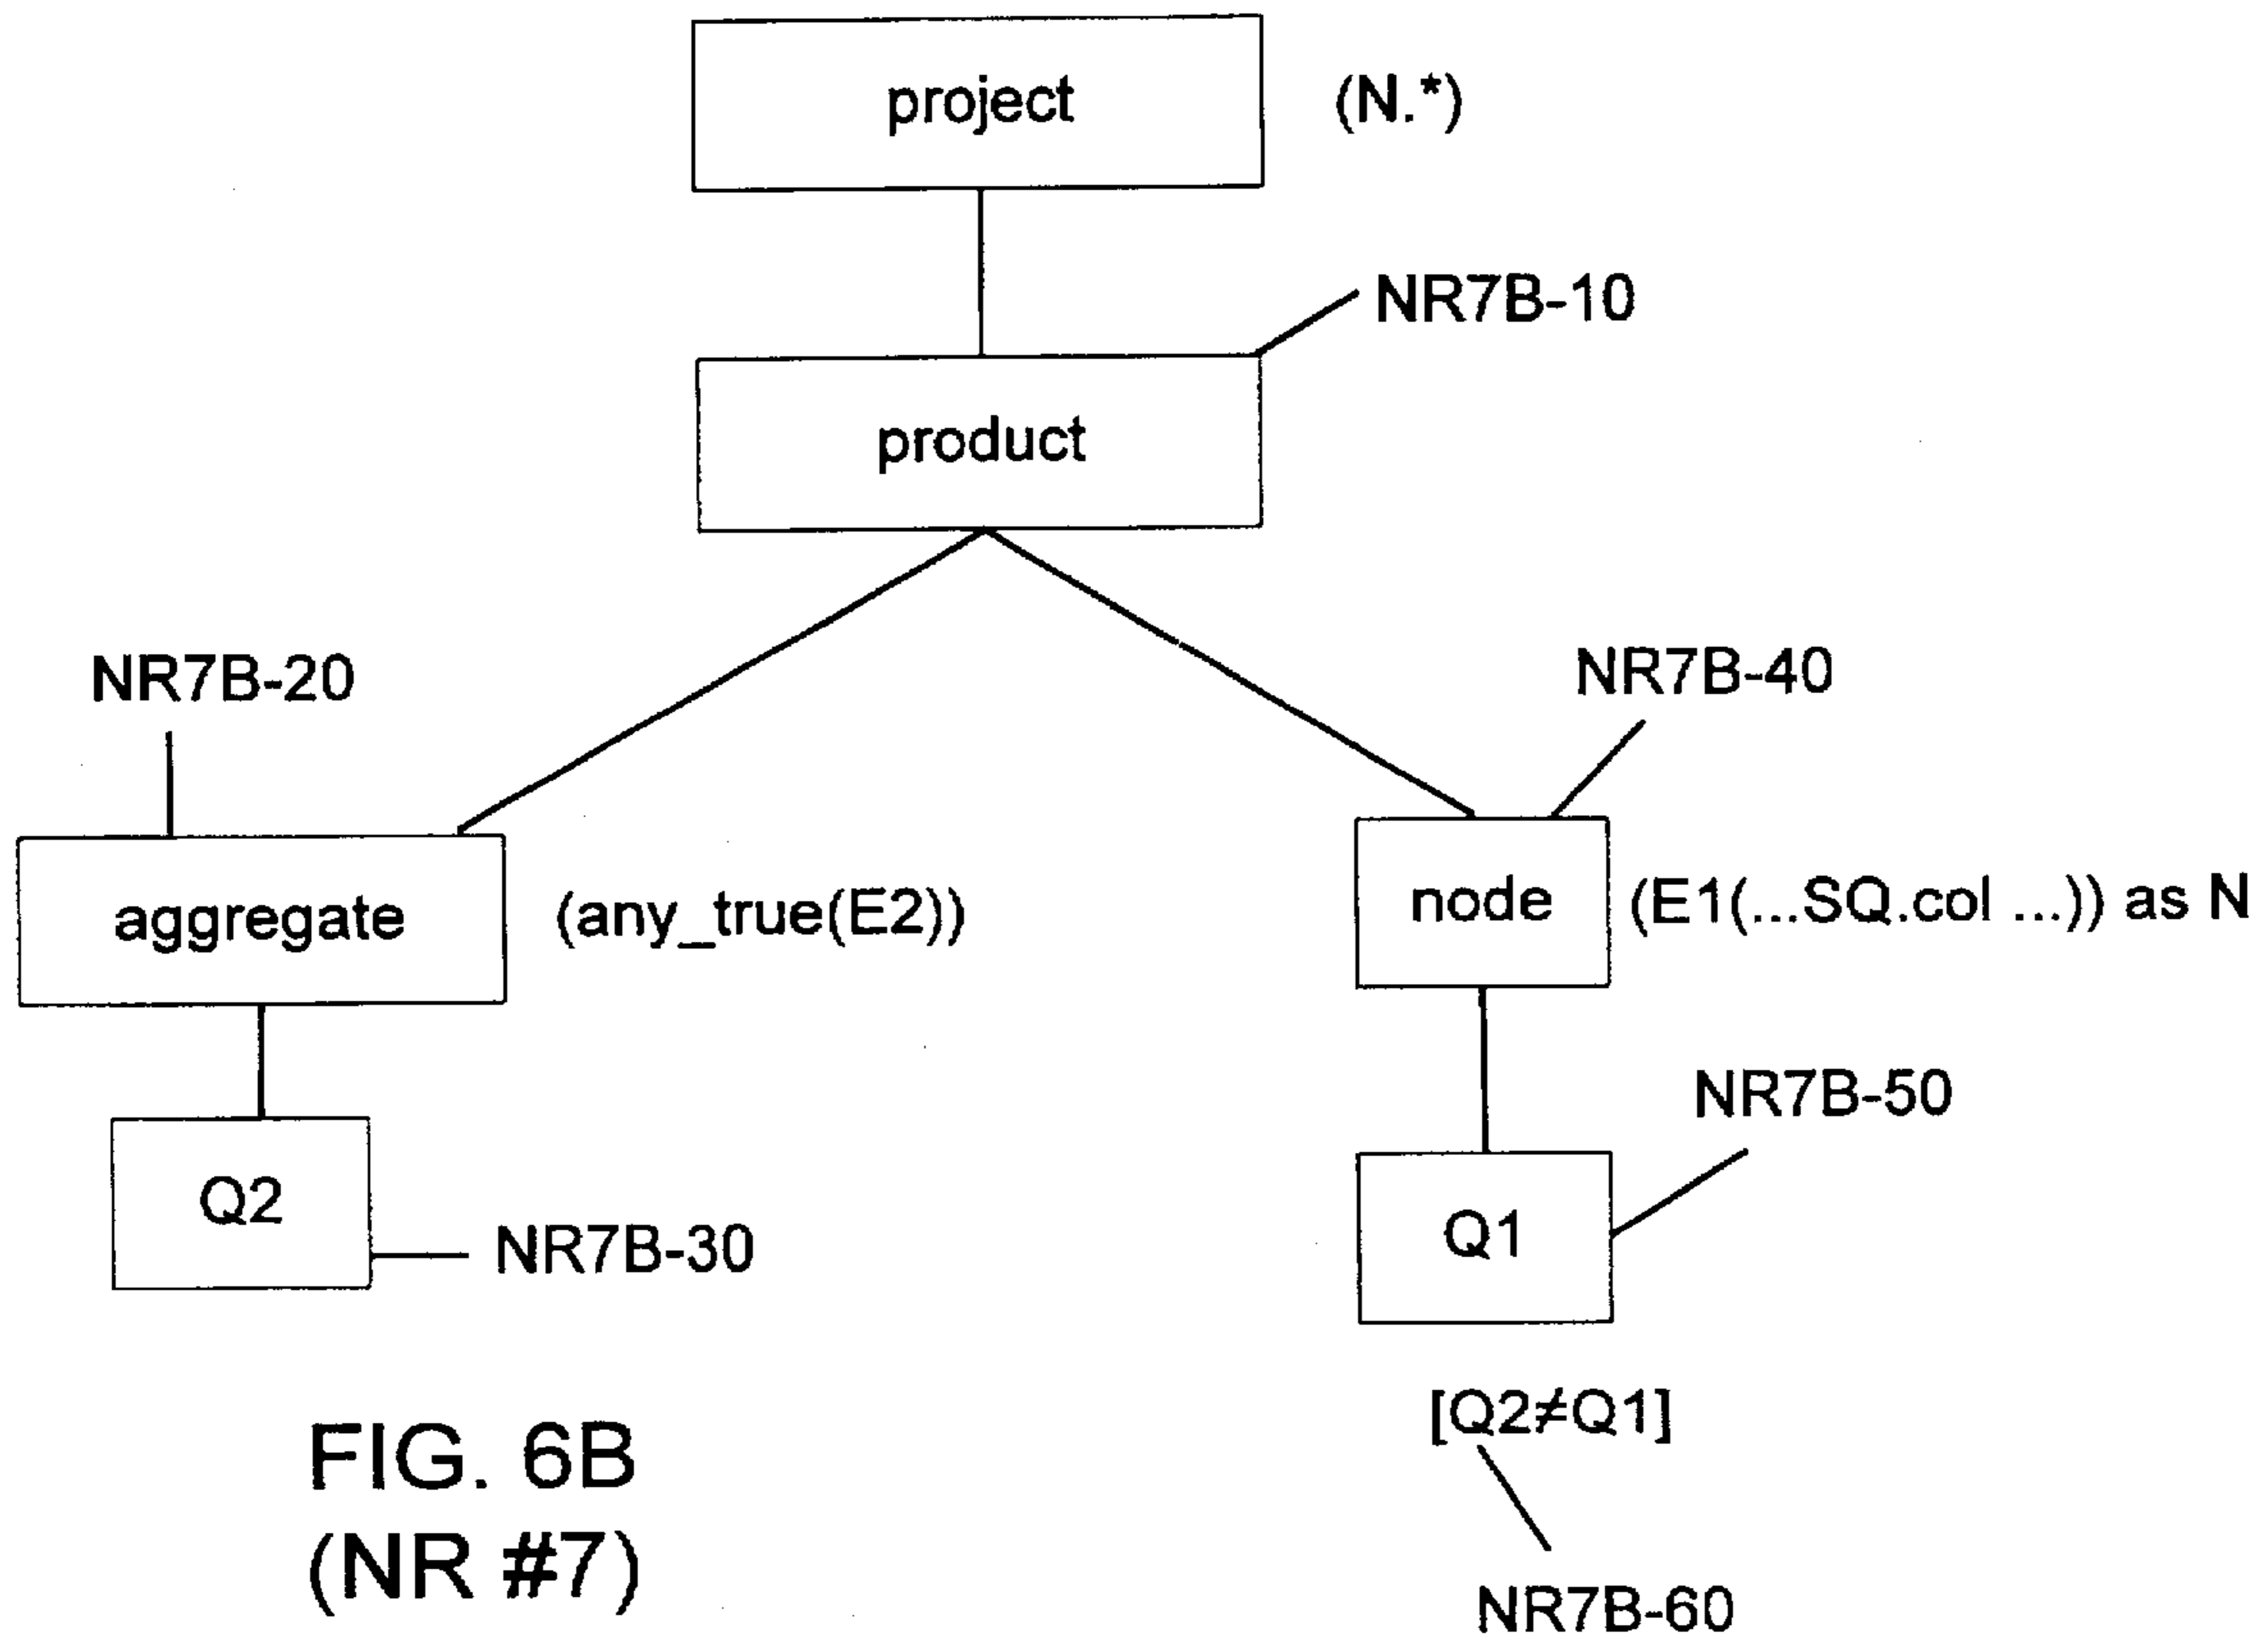 project
(N.*)
NR7B-10
product
NR7B-20
NR7B-40
aggregate
(any_true(E2))
node
(E1(...SQ.col ...)) as N
NR7B-50
Q2
NR7B-30
Q1
[Q2≠Q1]
FIG. 6B
(NR #7)
NR7B-60